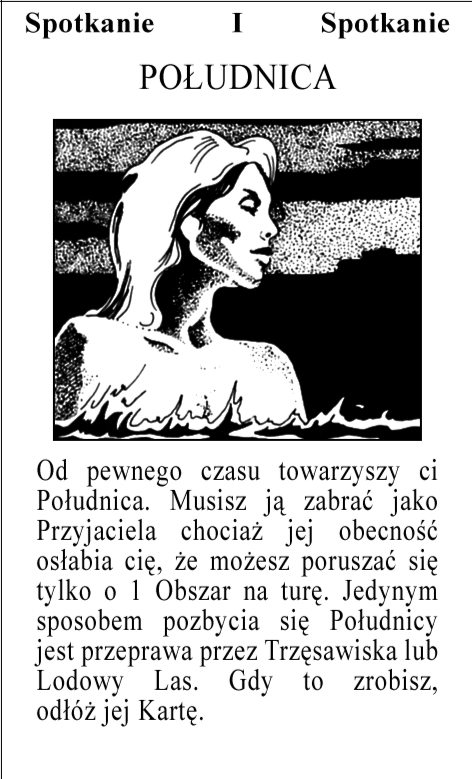 Spotkanie I Spotkanie
POŁUDNICA
Od pewnego czasu towarzyszy ci
Południca. Musisz ją zabrać jako
Przyjaciela chociaż jej obecność
osłabia cię, że możesz poruszać się
tylko o 1 Obszar na turę. Jedynym
sposobem pozbycia się Południcy
jest przeprawa przez Trzęsawiska lub
Lodowy Las. Gdy to zrobisz,
odłóż jej Kartę.